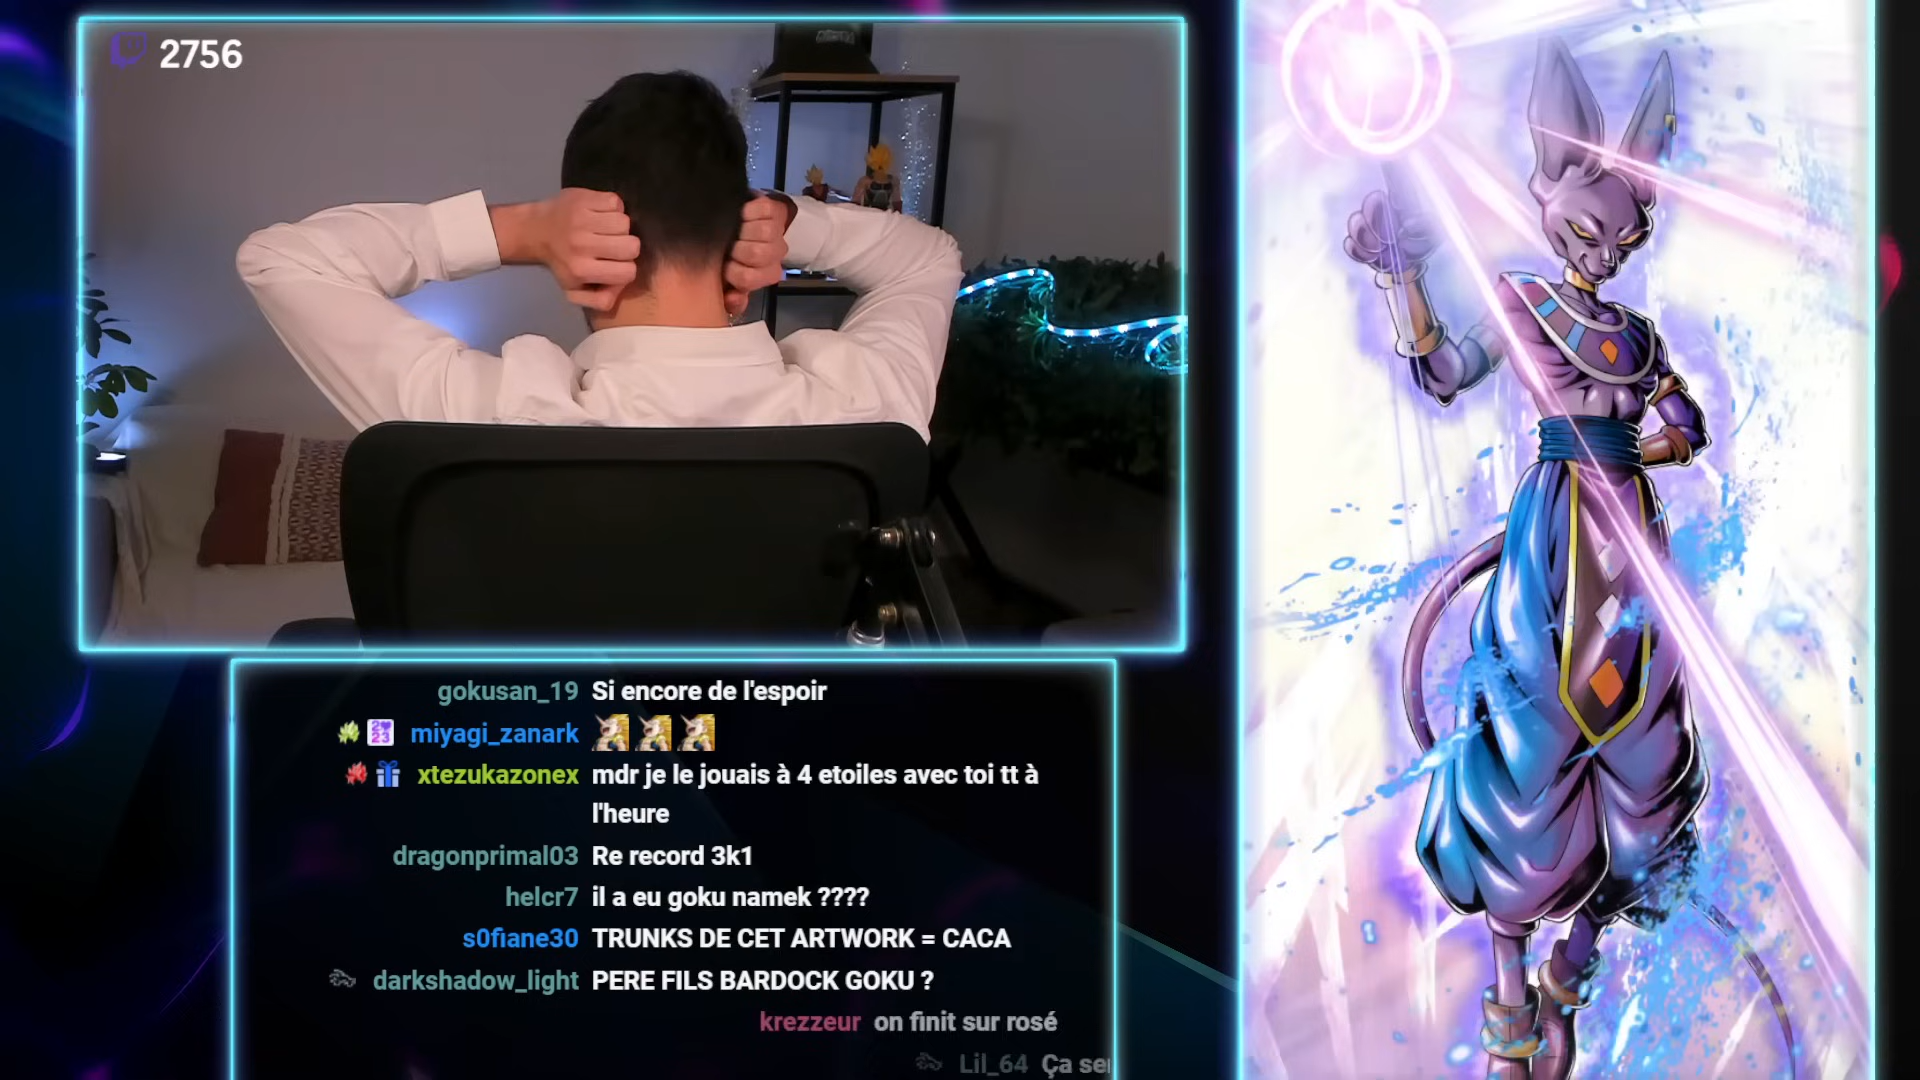 2756
gokusan_19 Si encore de l'espoir
miyagi_zanark
xtezukazonex mdr je le jouais à 4 etoiles avec toi tt à
l'heure
dragonprimal03 Re record 3k1
helcr7 il a eu goku namek ????
s0fiane30 TRUNKS DE CET ARTWORK = CACA
darkshadow_light PERE FILS BARDOCK GOKU ?
krezzeur on finit sur rosé
Lil_64 Ça